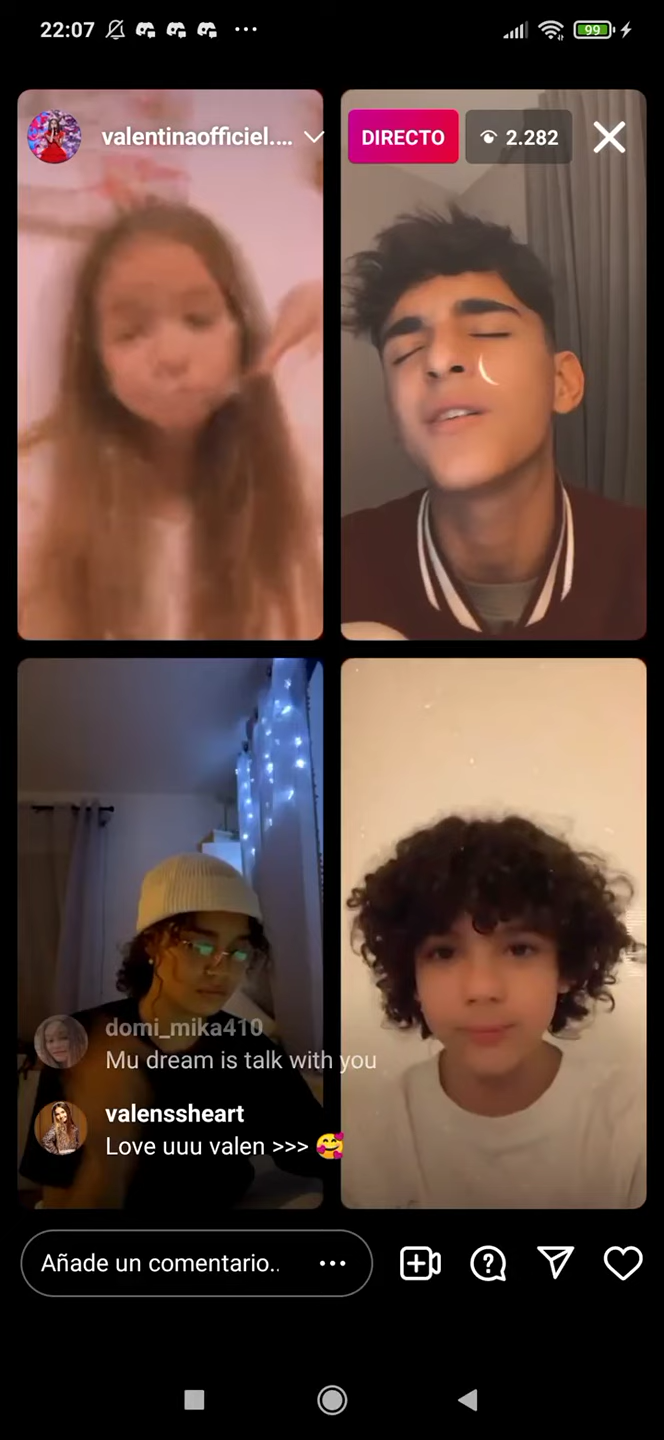 22:07
99
valentinaofficiel....
DIRECTO
2.282
domi_mika410
Mu dream is talk with you
valenssheart
Love uuu valen >>> 🥰
Añade un comentario..